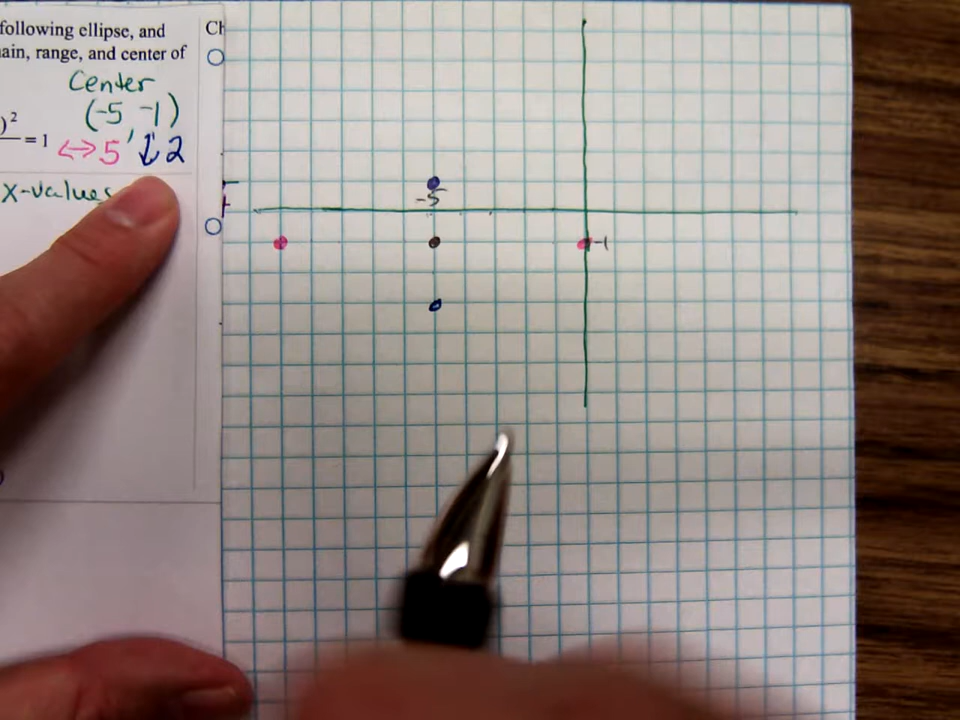 following ellipse, and
ain, range, and center of
Center
(-5, -1)
)²
= 1
↔ 5 ↕ 2
x-values
Ch
-5
-1